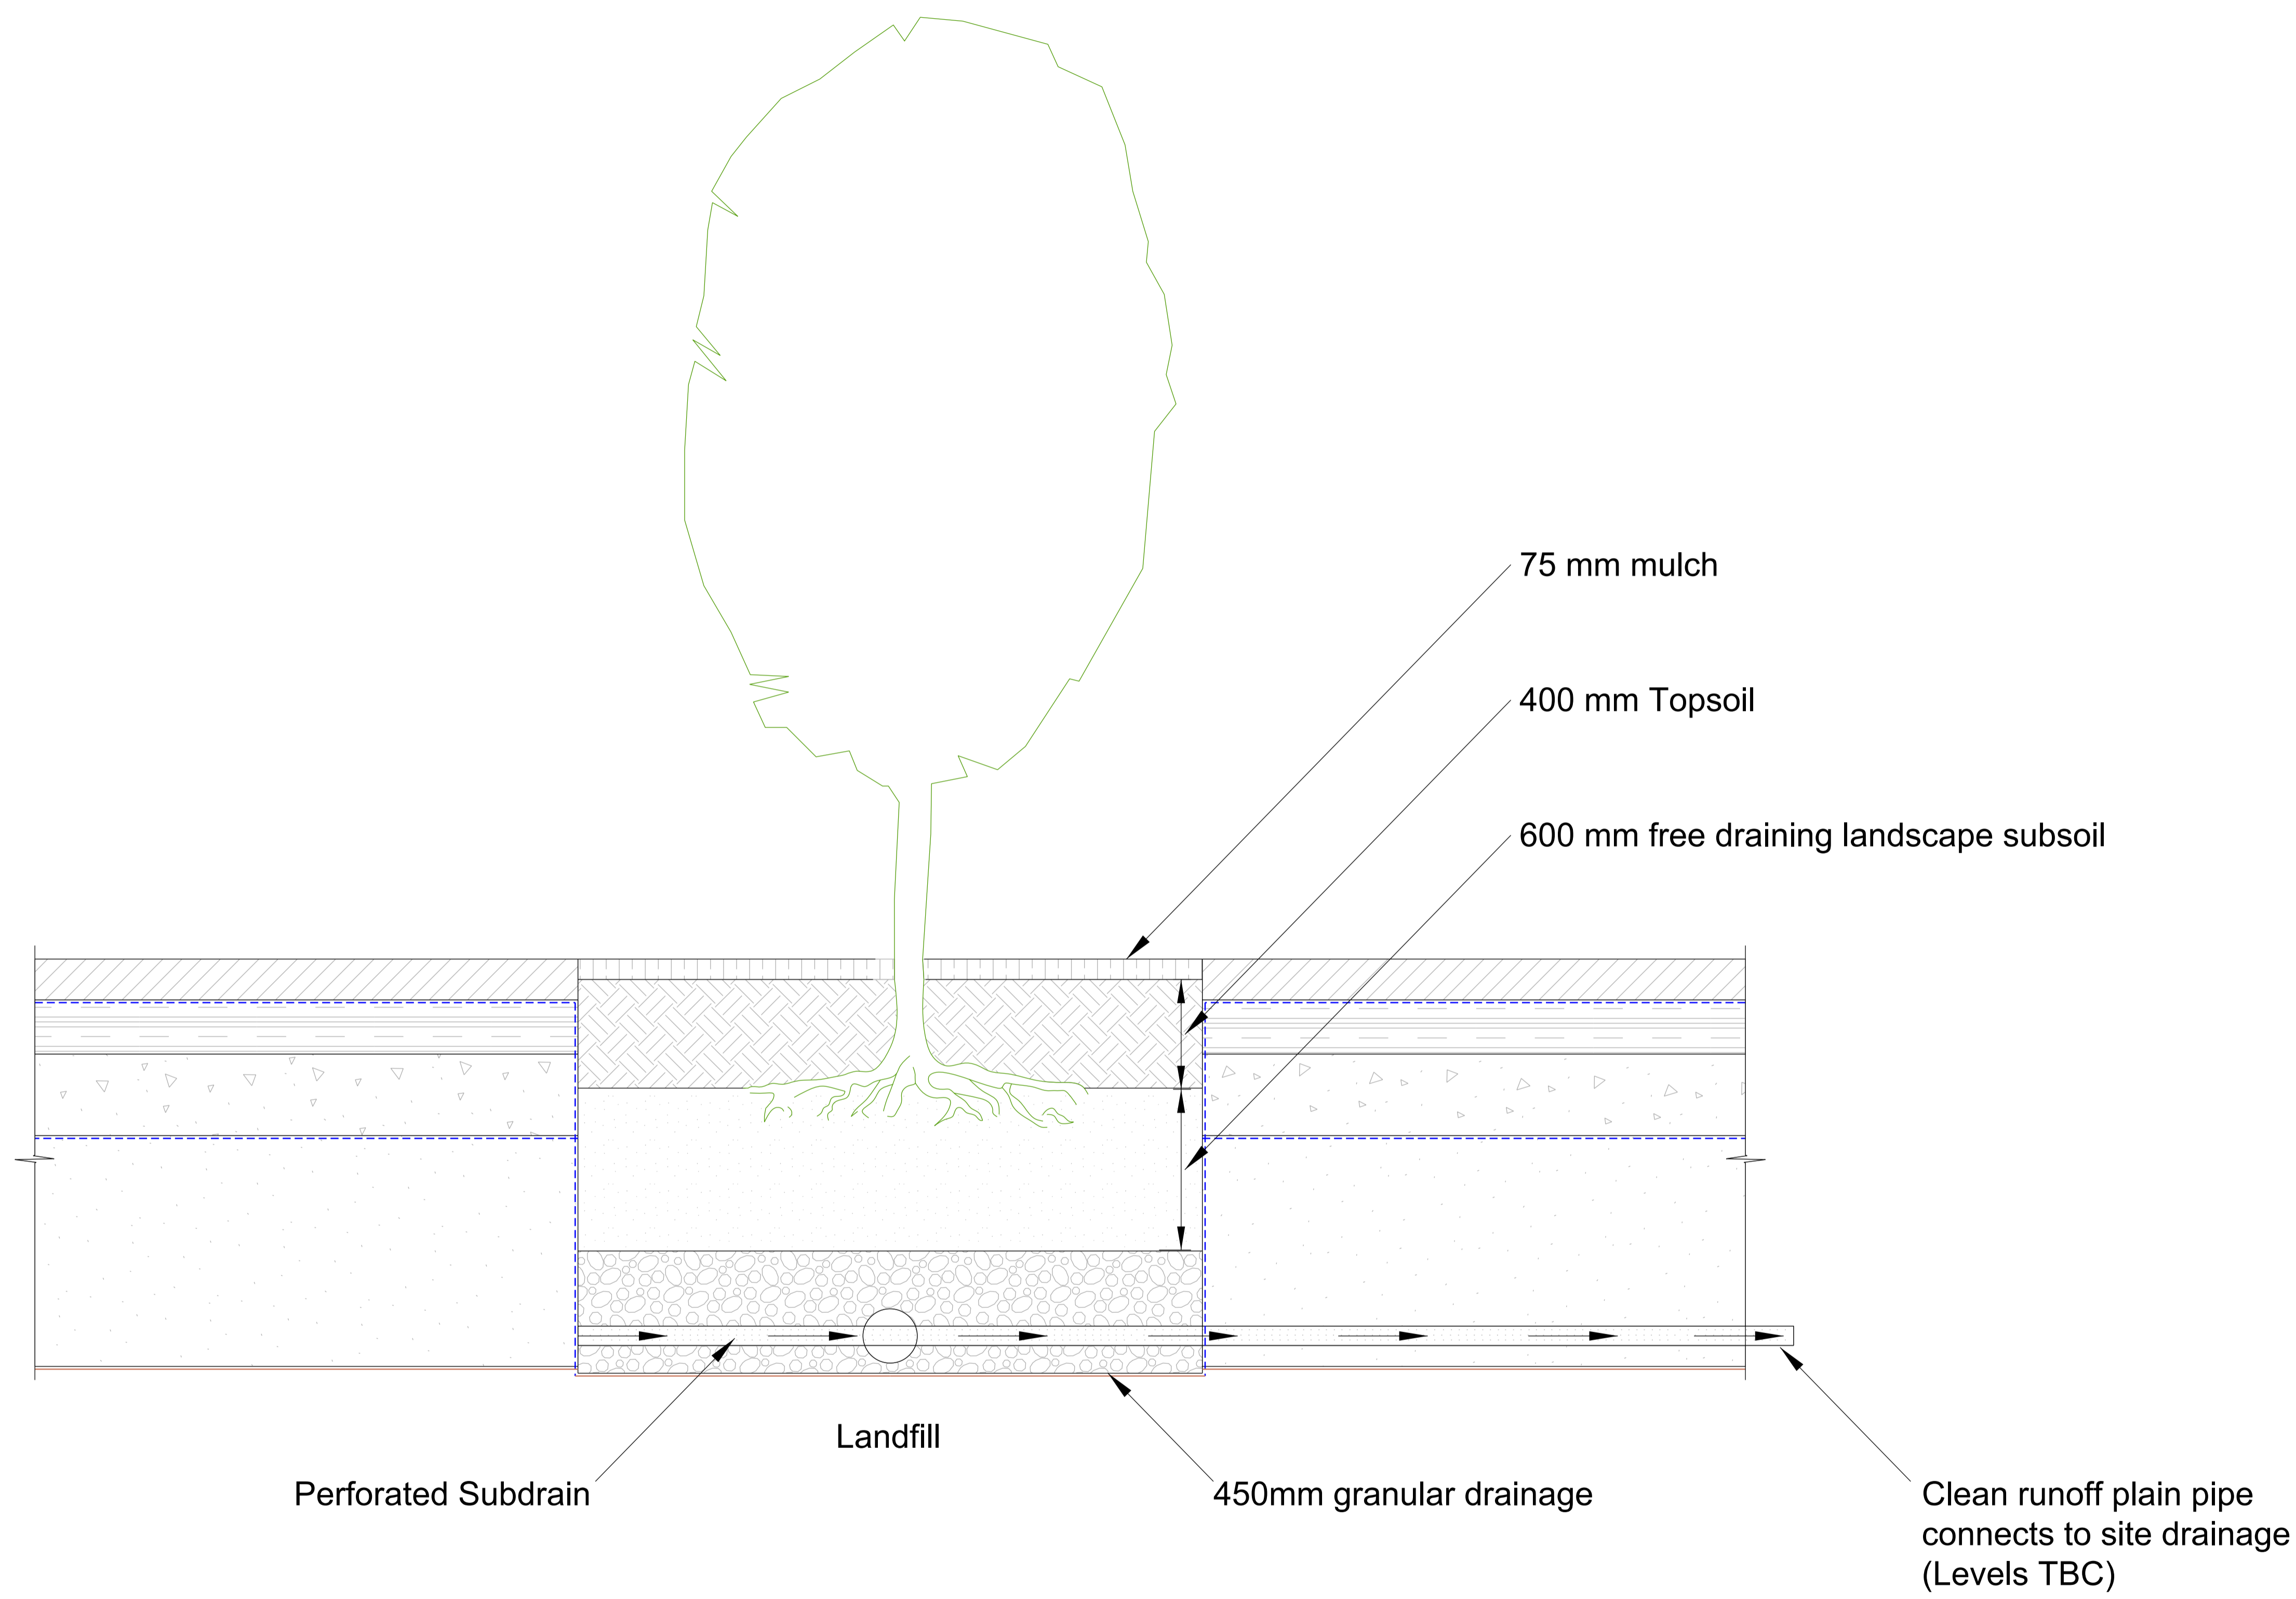 75 mm mulch
400 mm Topsoil
600 mm free draining landscape subsoil
Landfill
Perforated Subdrain
450mm granular drainage
Clean runoff plain pipe
connects to site drainage
(Levels TBC)